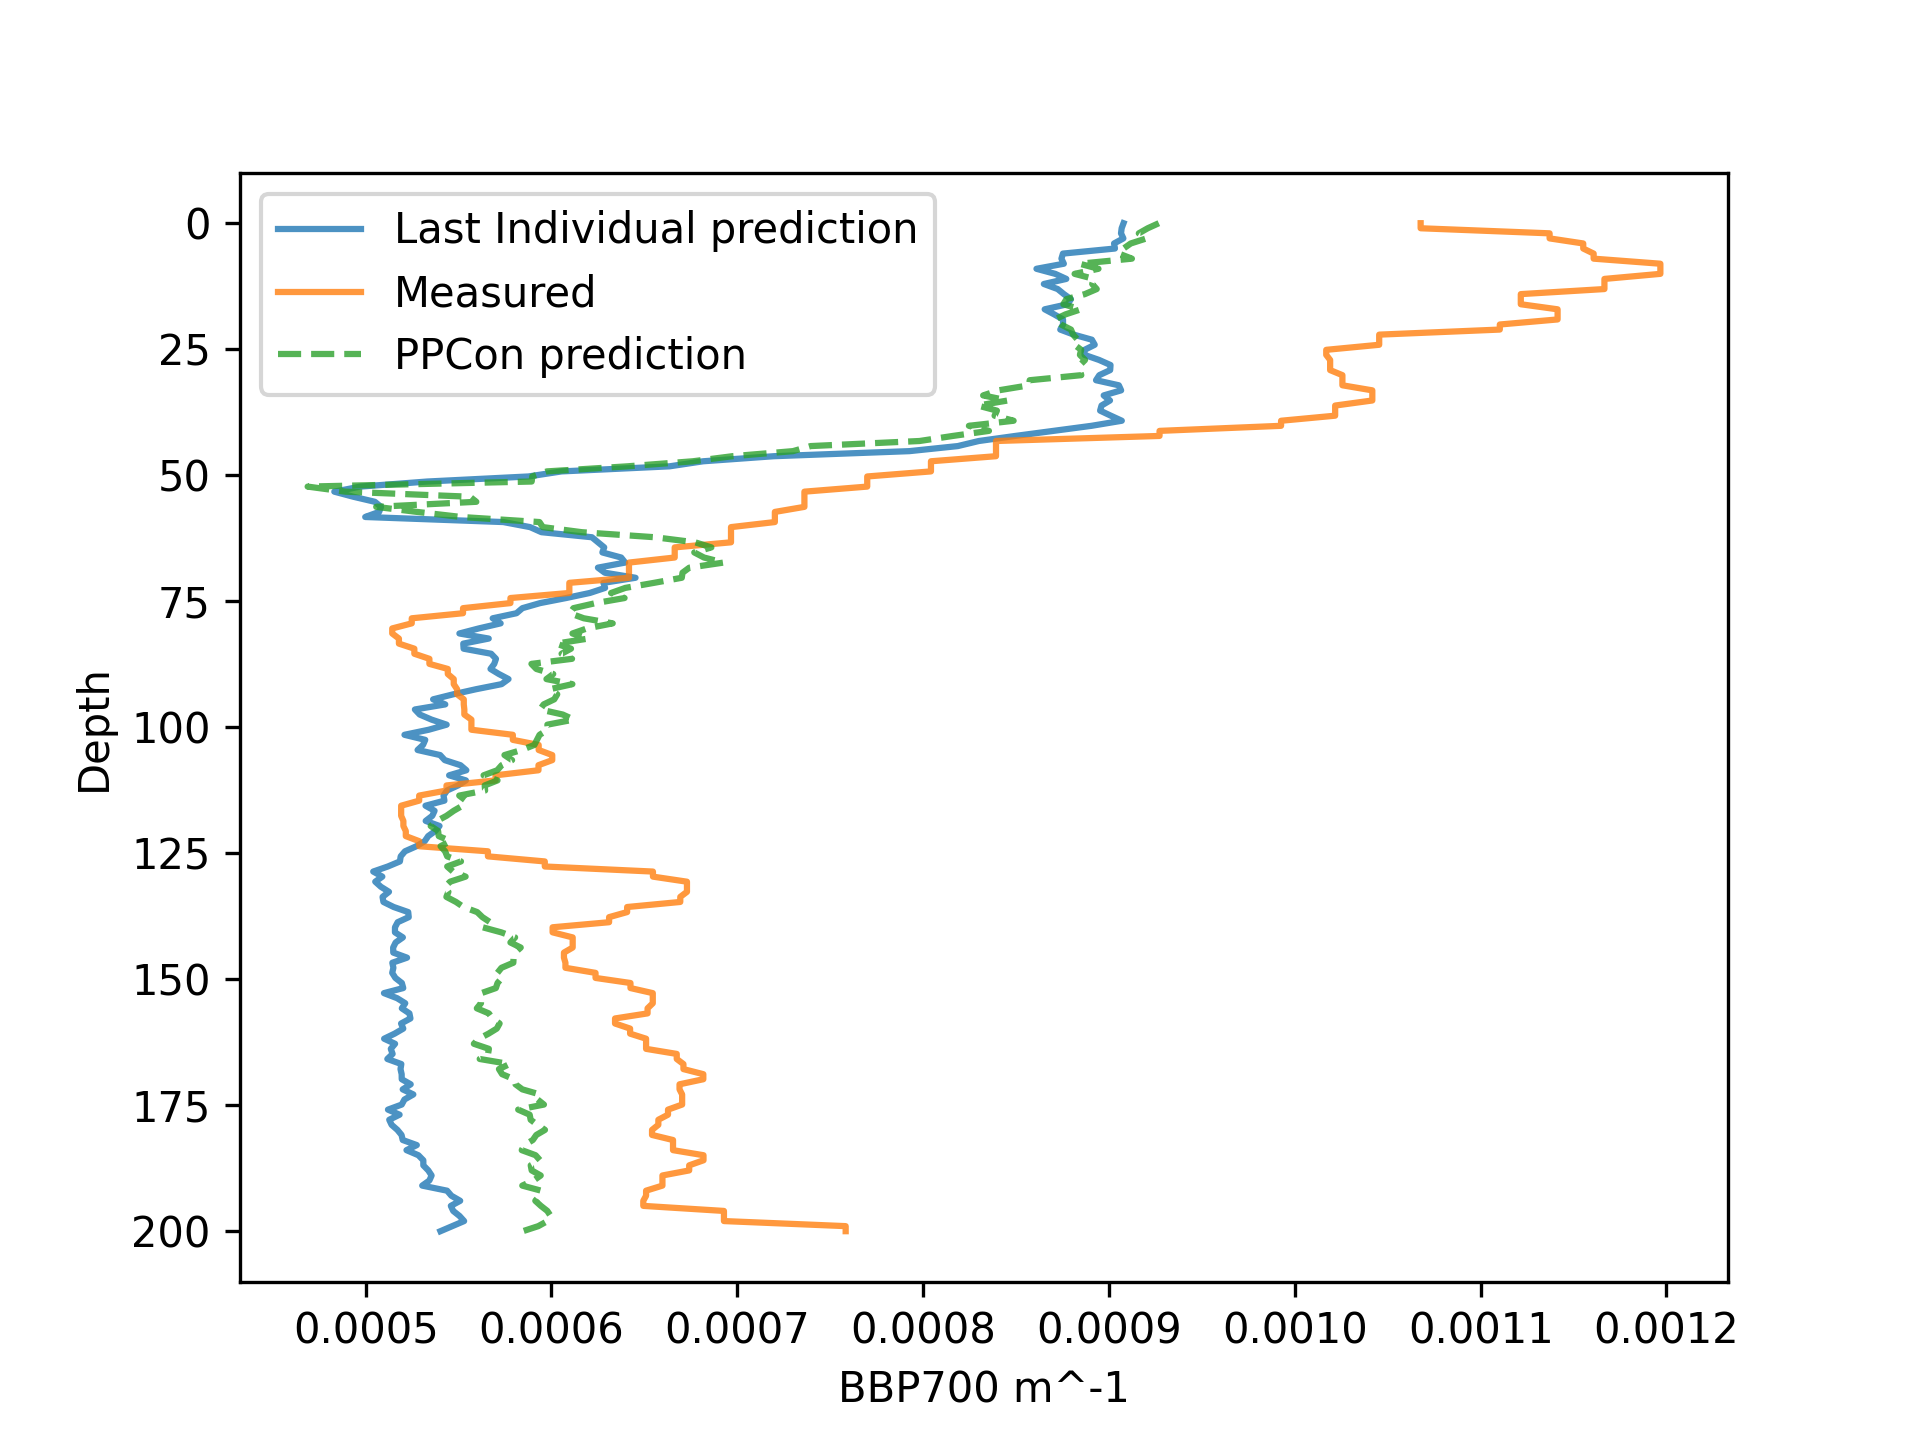 Last Individual prediction
Measured
PPCon prediction
0
25
50
75
100
125
150
175
200
Depth
0.0005 0.0006 0.0007 0.0008 0.0009 0.0010 0.0011 0.0012
BBP700 m^-1